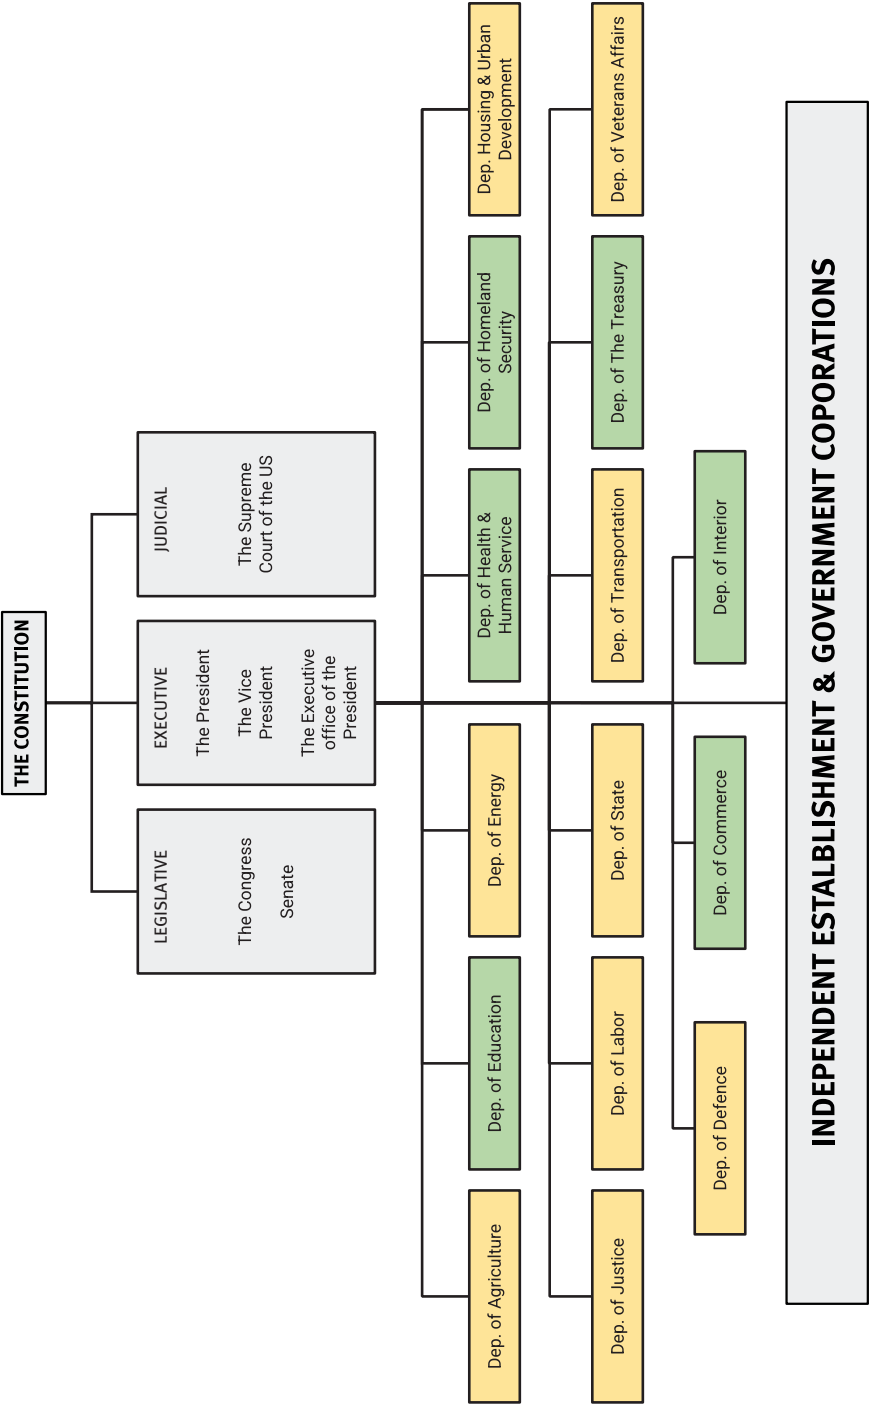 THE CONSTITUTION
LEGISLATIVE
The Congress
Senate
EXECUTIVE
The President
The Vice
President
The Executive
office of the
President
JUDICIAL
The Supreme
Court of the US
Dep. of Agriculture
Dep. of Education
Dep. of Energy
Dep. of Health &
Human Service
Dep. of Homeland
Security
Dep. Housing & Urban
Development
Dep. of Justice
Dep. of Labor
Dep. of State
Dep. of Transportation
Dep. of The Treasury
Dep. of Veterans Affairs
Dep. of Defence
Dep. of Commerce
Dep. of Interior
INDEPENDENT ESTALBLISHMENT & GOVERNMENT COPORATIONS